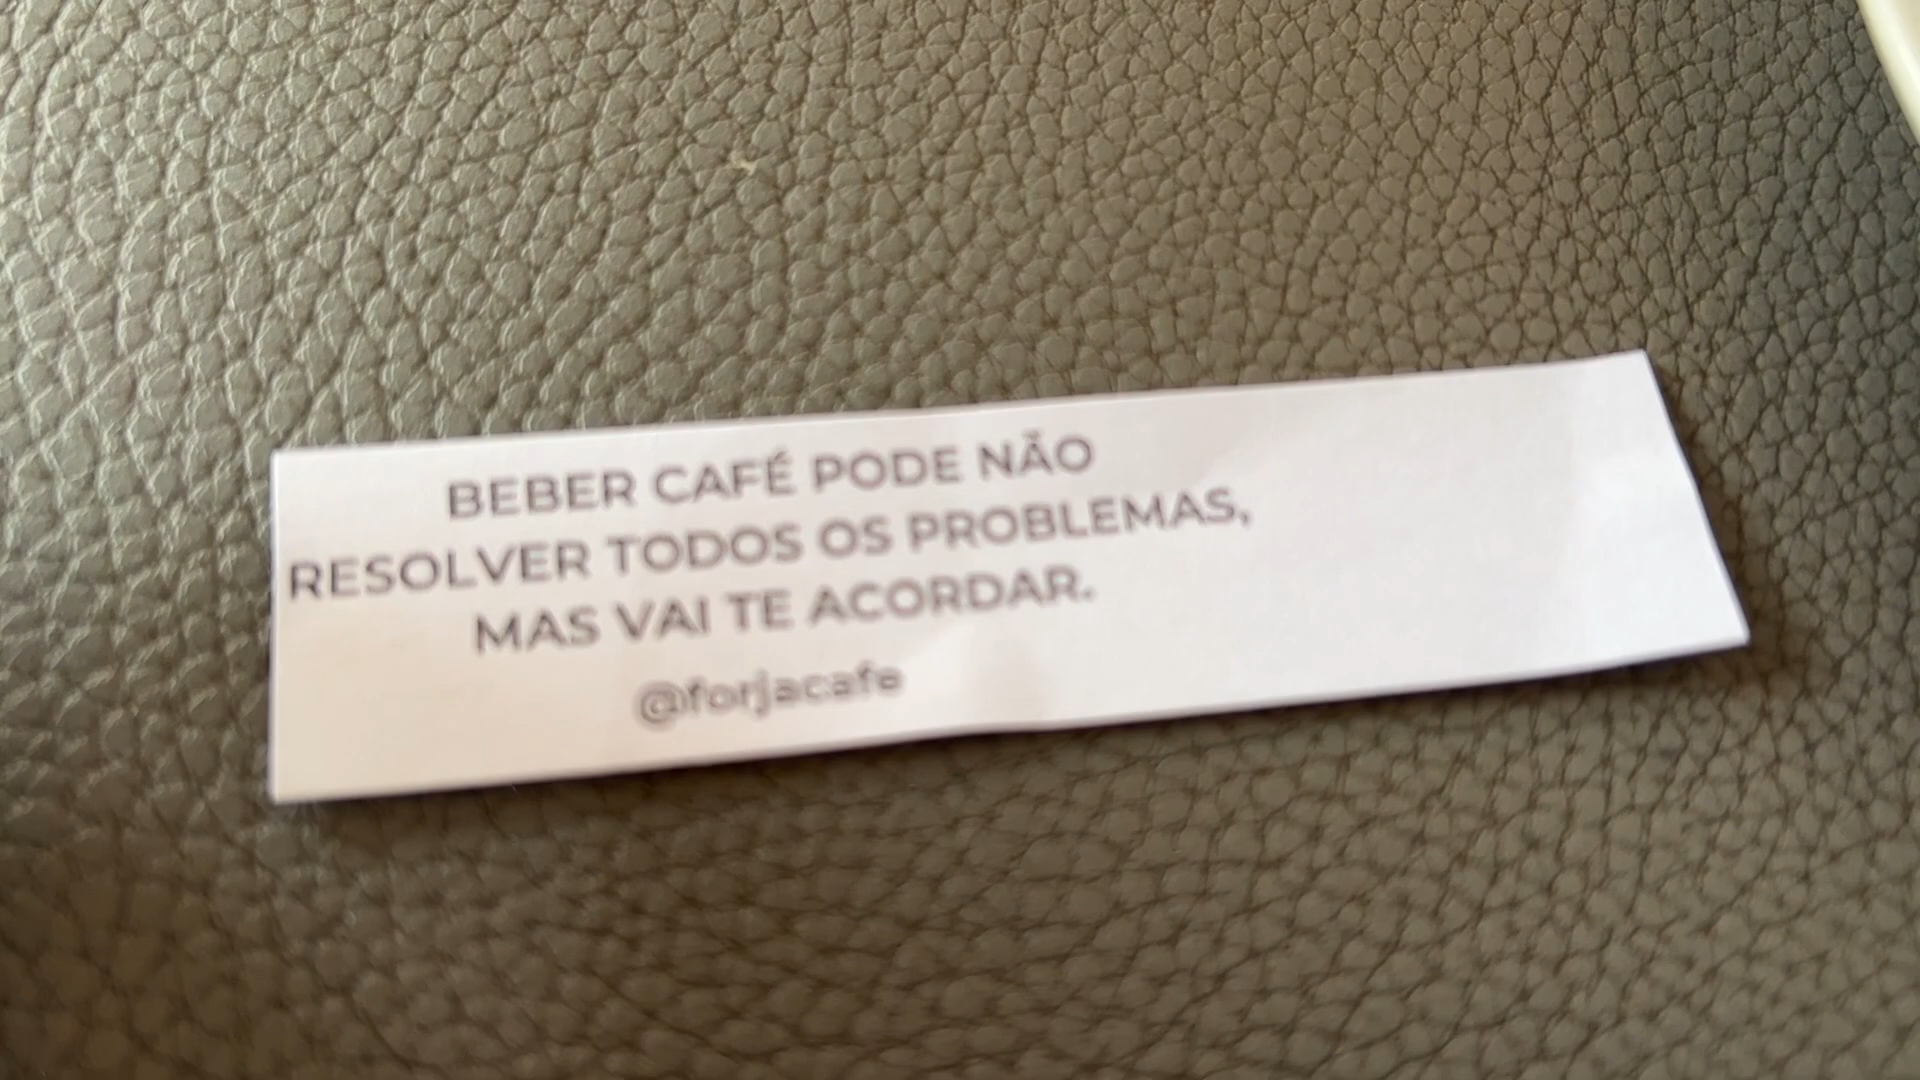 BEBER CAFÉ PODE NÃO
RESOLVER TODOS OS PROBLEMAS,
MAS VAI TE ACORDAR.
@forjacafe